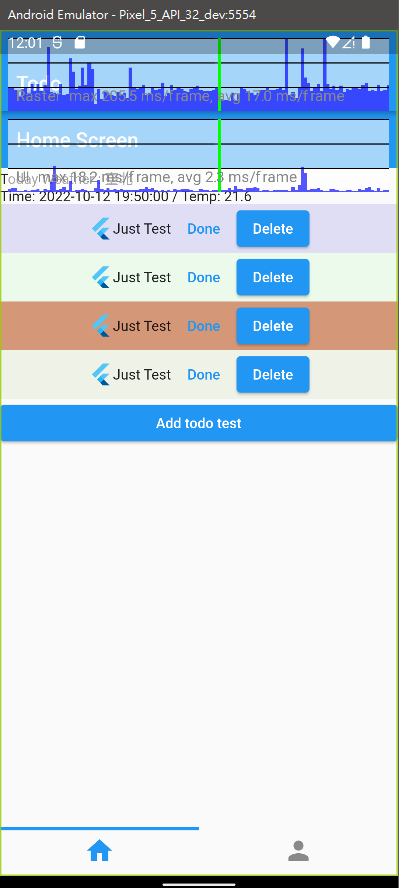 Android Emulator - Pixel_5_API_32_dev:5554
12:01
Todo
Raster max 205.5 ms/frame, avg 17.0 ms/frame
Home Screen
UI max 18.2 ms/frame, avg 2.3 ms/frame
Today Weather
Time: 2022-10-12 19:50:00 / Temp: 21.6
Just Test Done Delete
Just Test Done Delete
Just Test Done Delete
Just Test Done Delete
Add todo test